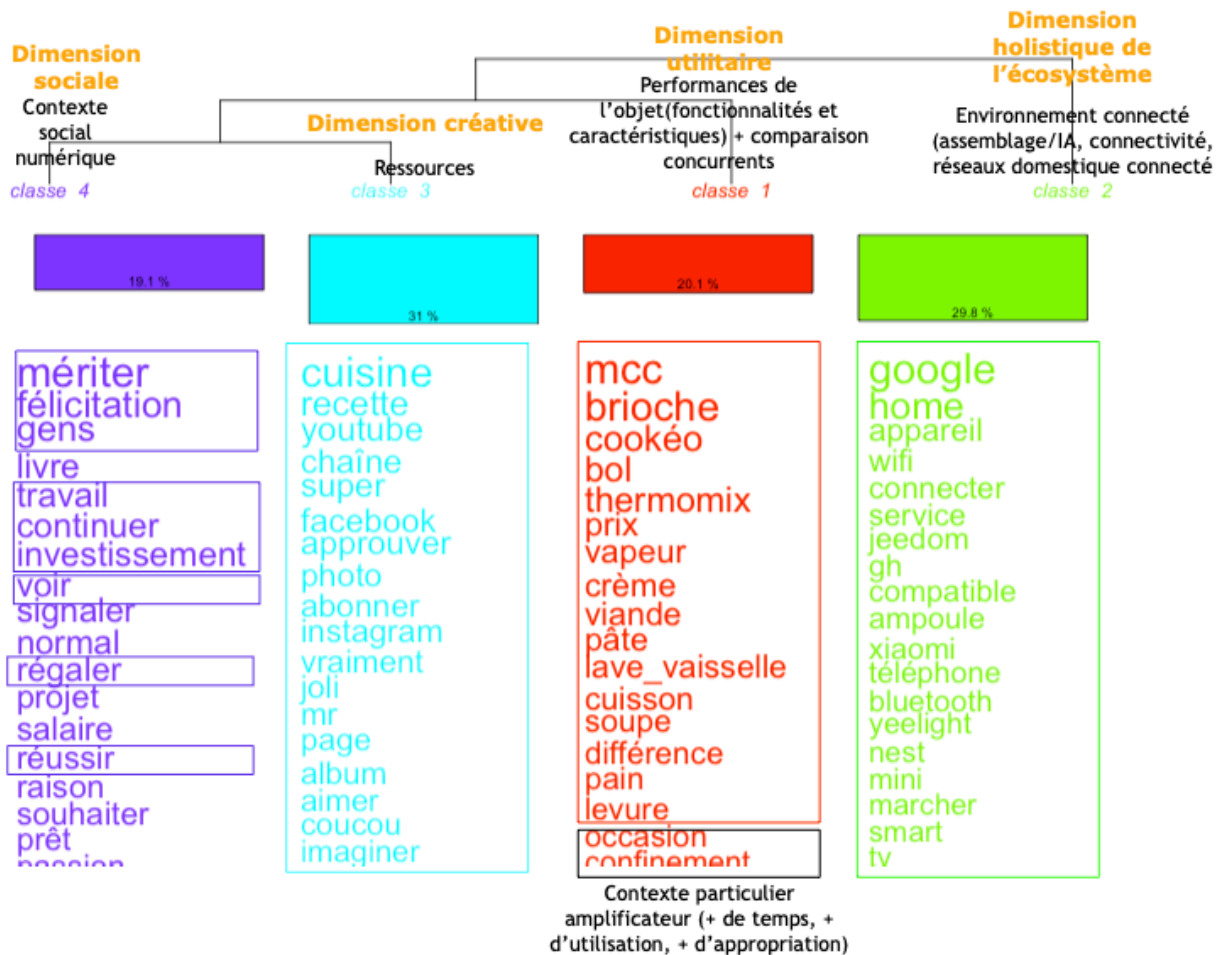 Dimension
sociale
Contexte
social
numérique
classe 4
Dimension créative
Ressources
classe 3
Dimension
utilitaire
Performances de
l'objet(fonctionnalités et
caractéristiques) + comparaison
concurrents
classe 1
Dimension
holistique de
l'écosystème
Environnement connecté
(assemblage/IA, connectivité,
réseaux domestique connecté
classe 2
19.1 %
31 %
20.1 %
29.8 %
mériter
félicitation
gens
livre
travail
continuer
investissement
voir
signaler
normal
régaler
projet
salaire
réussir
raison
souhaiter
prêt
passion
cuisine
recette
youtube
chaîne
super
facebook
approuver
photo
abonner
instagram
vraiment
joli
mr
page
album
aimer
coucou
imaginer
mcc
brioche
cookéo
bol
thermomix
prix
vapeur
crème
viande
pâte
lave_vaisselle
cuisson
soupe
différence
pain
levure
occasion
confinement
Contexte particulier
amplificateur (+ de temps, +
d'utilisation, + d'appropriation)
google
home
appareil
wifi
connecter
service
jeedom
gh
compatible
ampoule
xiaomi
téléphone
bluetooth
yeelight
nest
mini
marcher
smart
tv